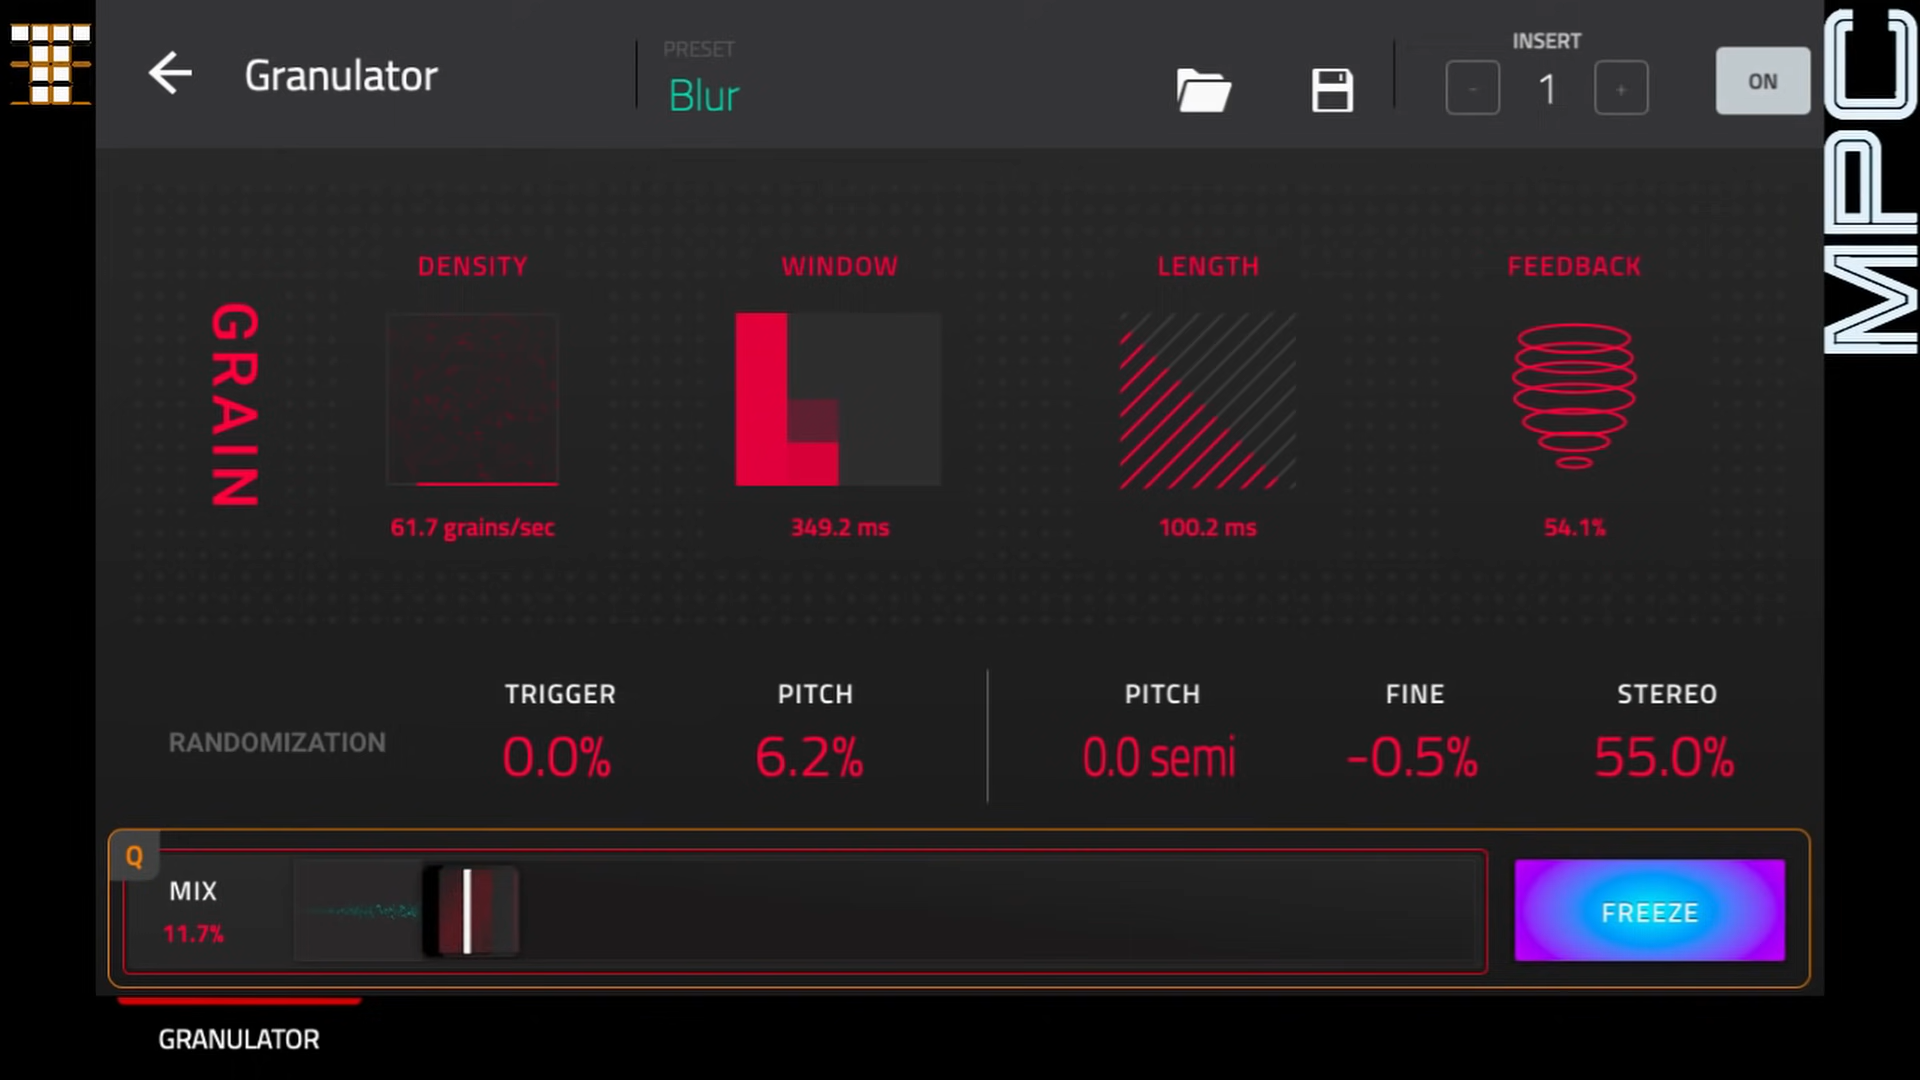 T
Granulator
PRESET
Blur
INSERT
- 1 +
ON
MPC
GRAIN
DENSITY
61.7 grains/sec
WINDOW
349.2 ms
LENGTH
100.2 ms
FEEDBACK
54.1%
RANDOMIZATION
TRIGGER
0.0%
PITCH
6.2%
PITCH
0.0 semi
FINE
-0.5%
STEREO
55.0%
Q
MIX
11.7%
FREEZE
GRANULATOR